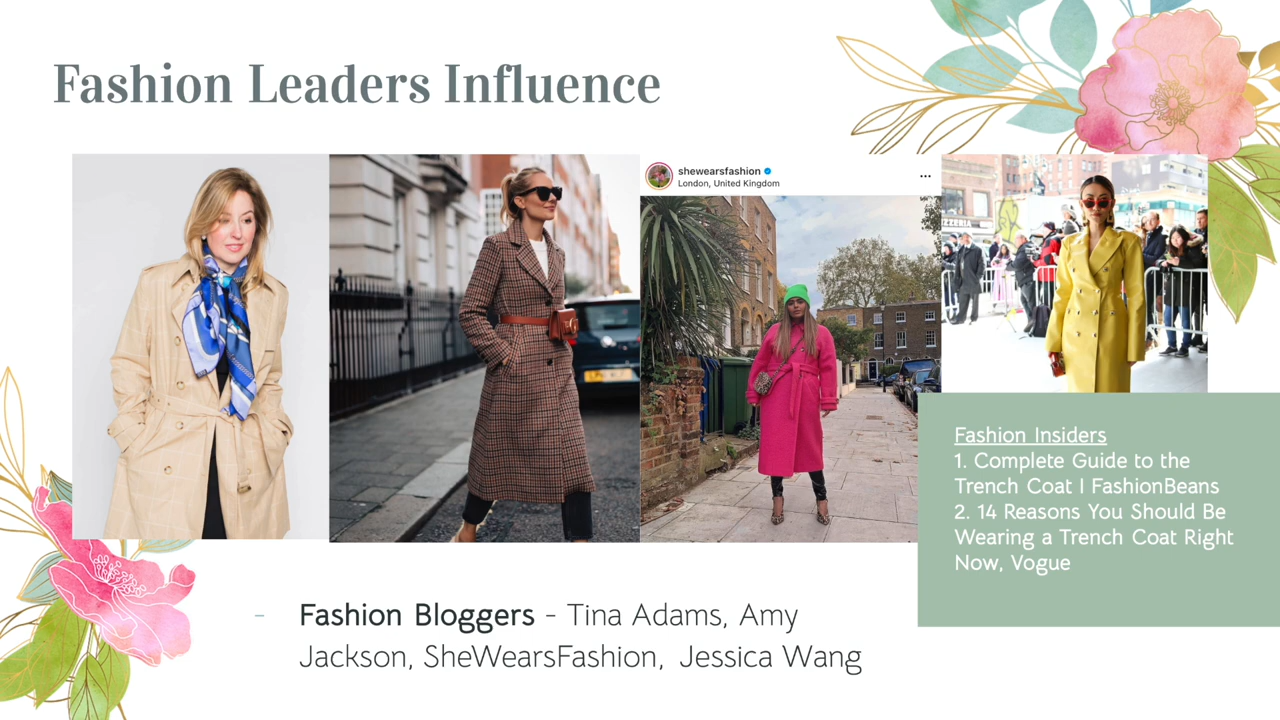 Fashion Leaders Influence
shewearsfashion
London, United Kingdom
Fashion Insiders
1. Complete Guide to the
Trench Coat I FashionBeans
2. 14 Reasons You Should Be
Wearing a Trench Coat Right
Now, Vogue
- Fashion Bloggers - Tina Adams, Amy
Jackson, SheWearsFashion, Jessica Wang